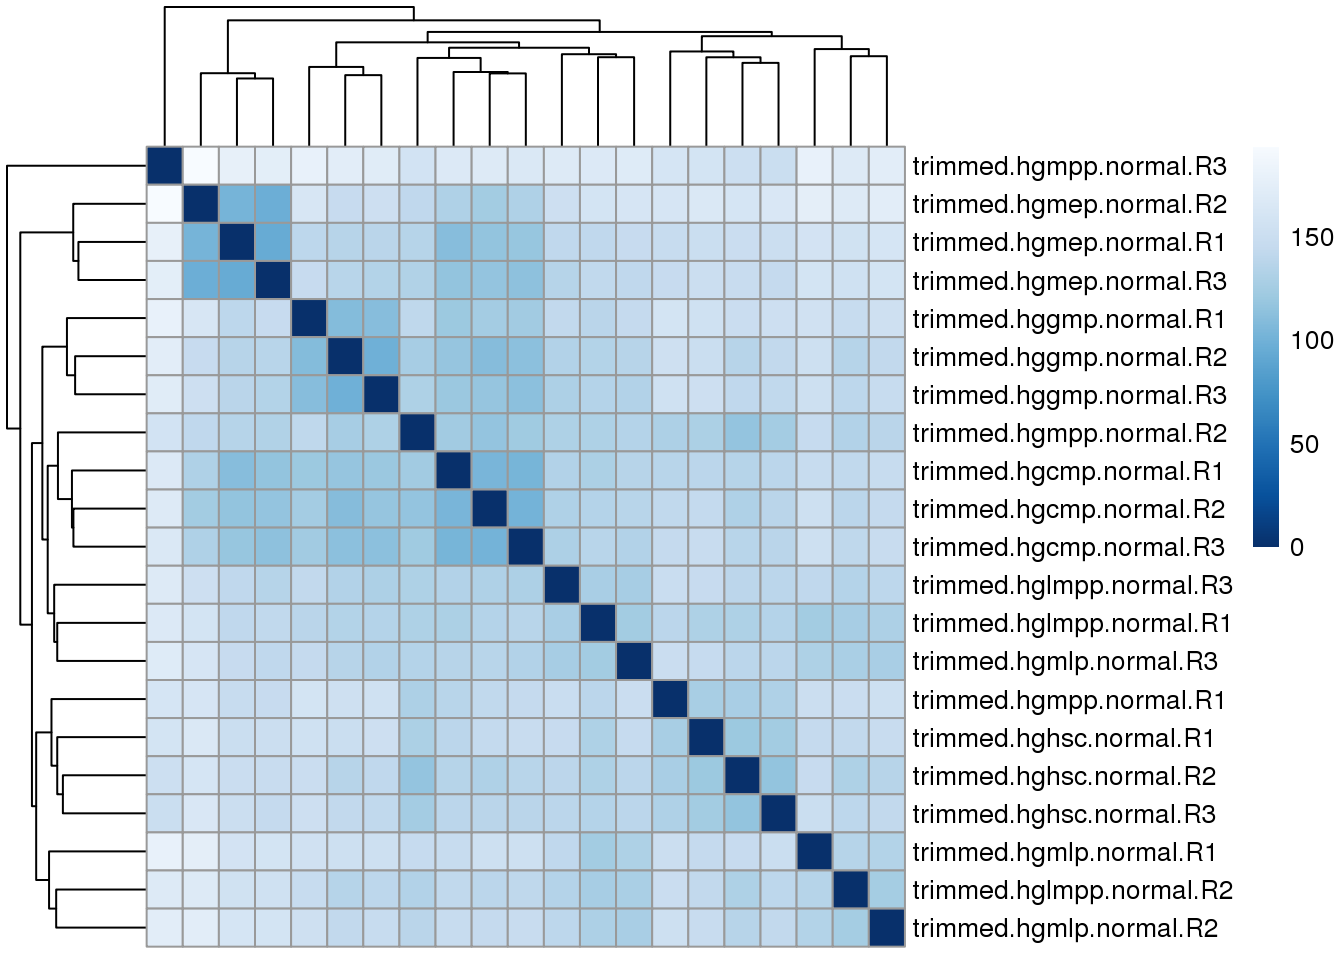 trimmed.hgmpp.normal.R3
trimmed.hgmep.normal.R2
trimmed.hgmep.normal.R1
trimmed.hgmep.normal.R3
trimmed.hggmp.normal.R1
trimmed.hggmp.normal.R2
trimmed.hggmp.normal.R3
trimmed.hgmpp.normal.R2
trimmed.hgcmp.normal.R1
trimmed.hgcmp.normal.R2
trimmed.hgcmp.normal.R3
trimmed.hglmpp.normal.R3
trimmed.hglmpp.normal.R1
trimmed.hgmlp.normal.R3
trimmed.hgmpp.normal.R1
trimmed.hghsc.normal.R1
trimmed.hghsc.normal.R2
trimmed.hghsc.normal.R3
trimmed.hgmlp.normal.R1
trimmed.hglmpp.normal.R2
trimmed.hgmlp.normal.R2
150
100
50
0